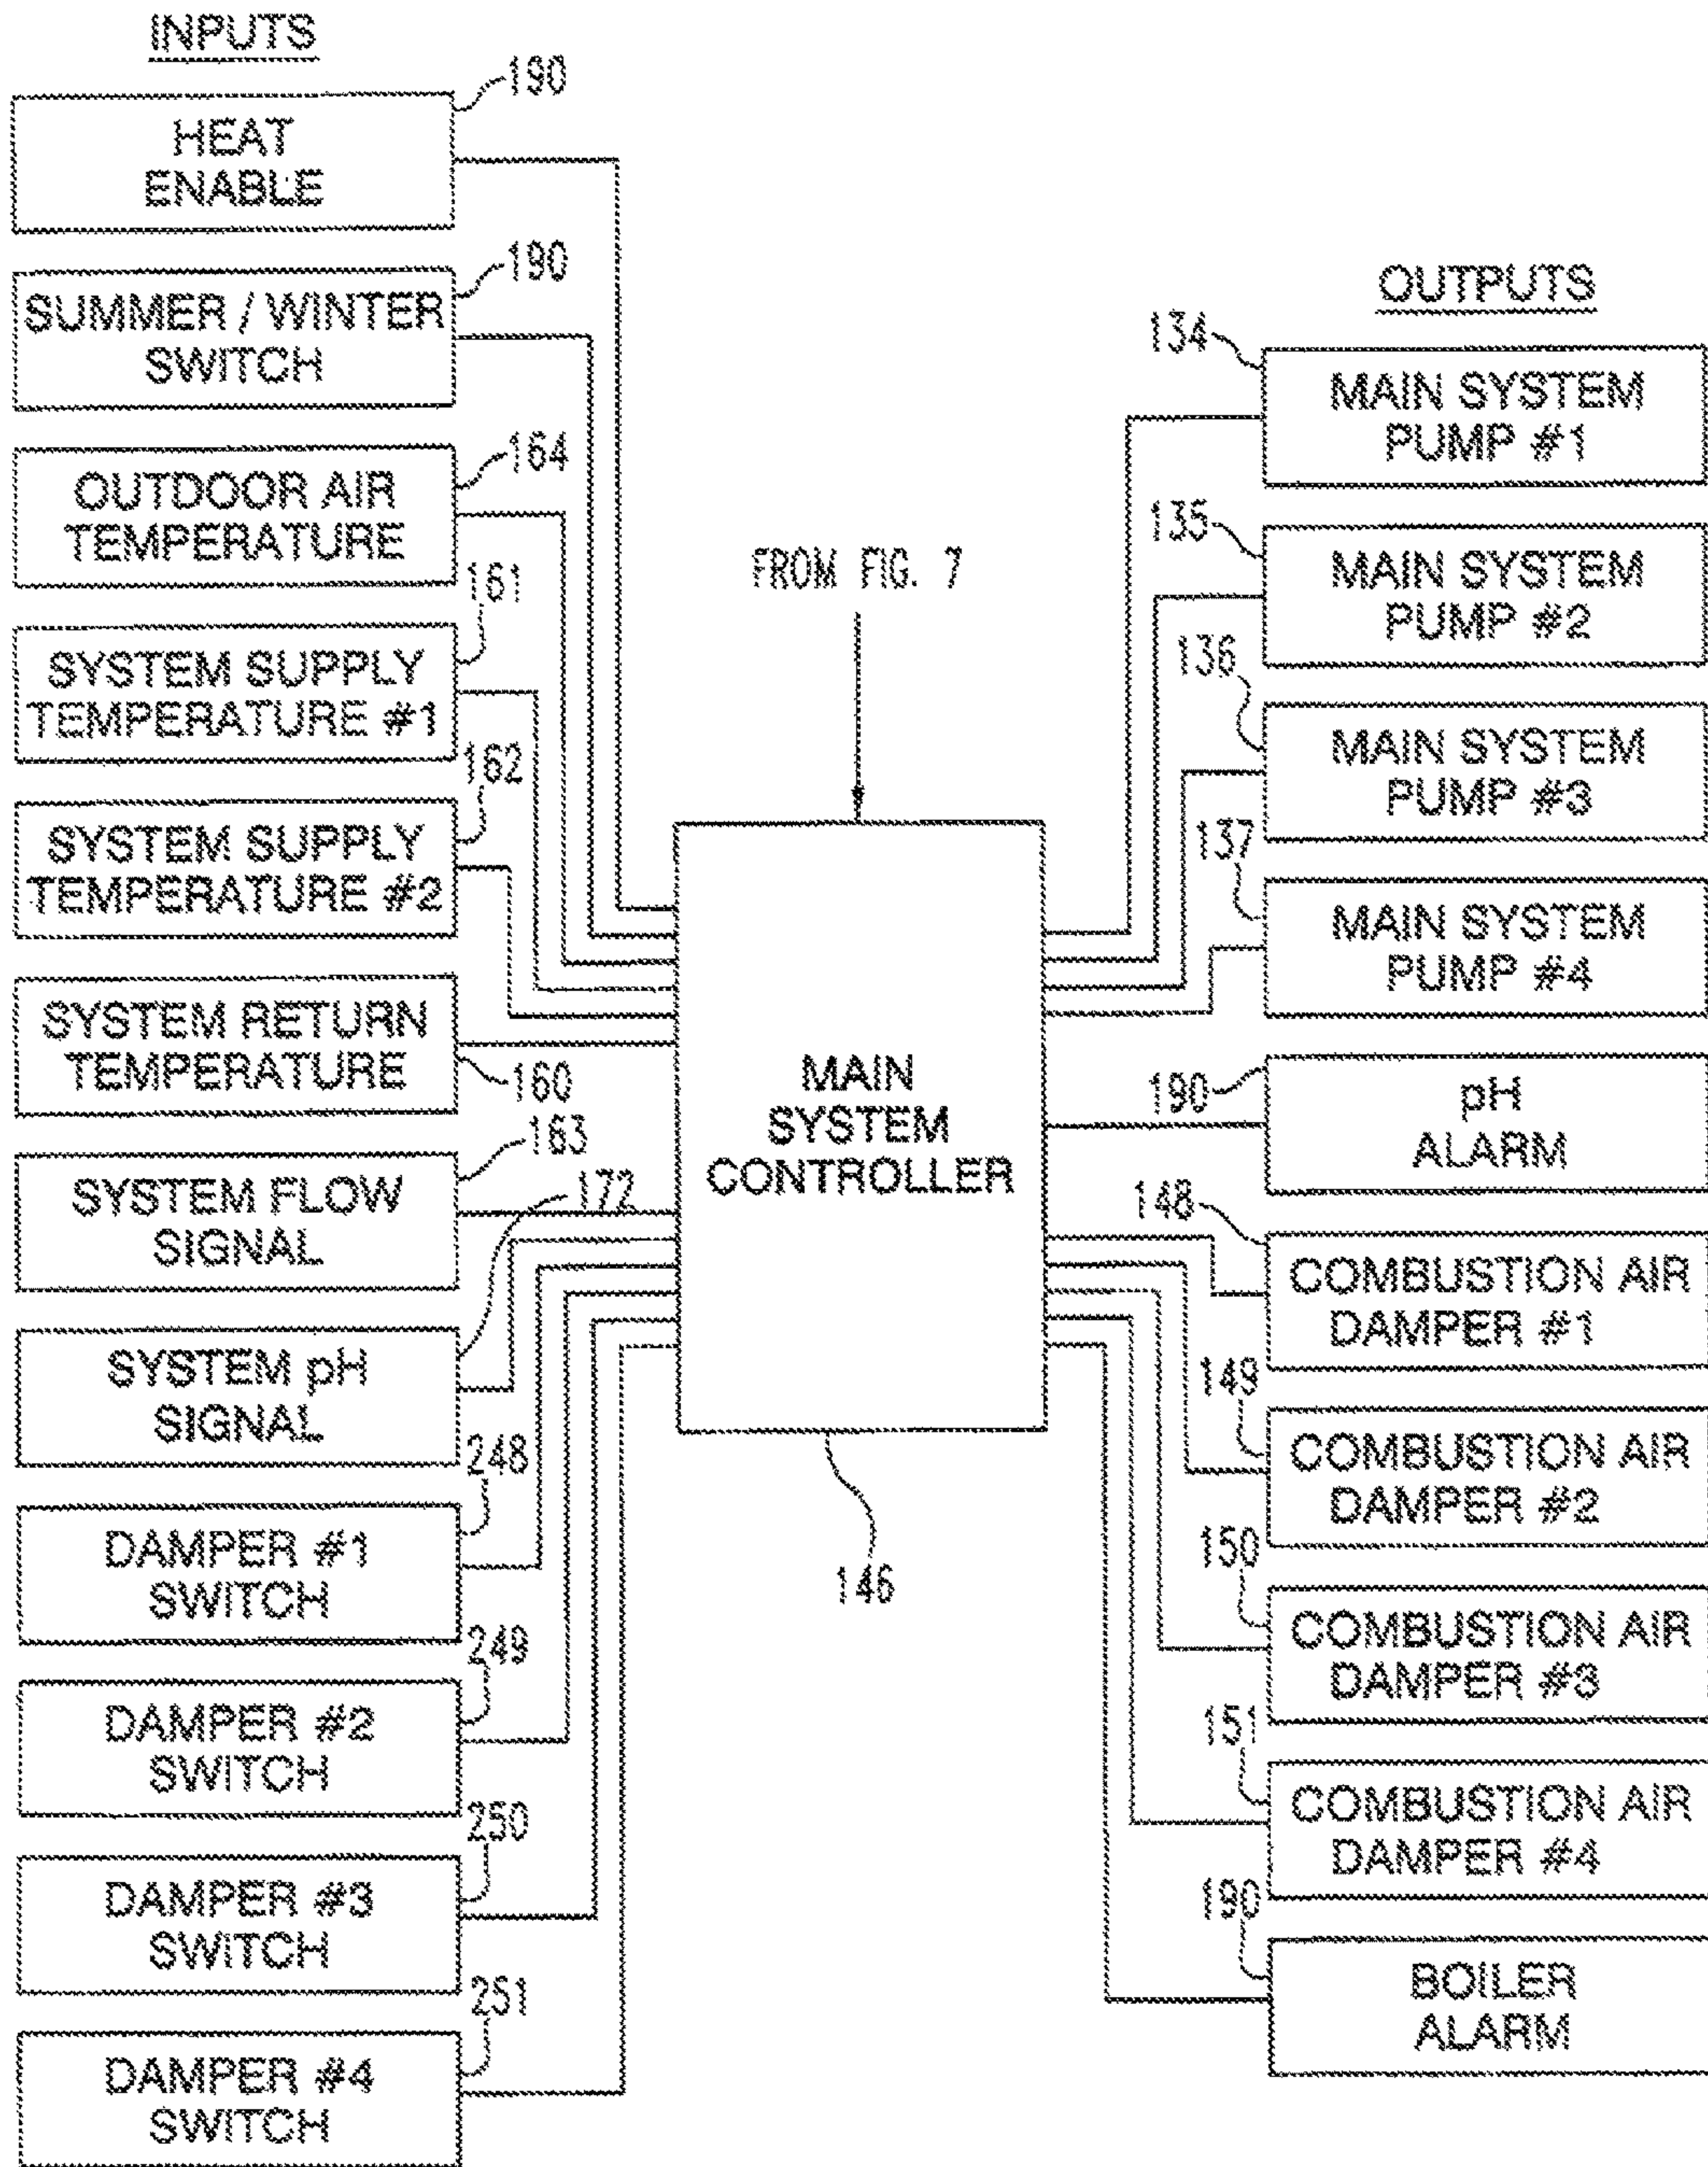 INPUTS
190
HEAT
ENABLE
190
SUMMER / WINTER
SWITCH
164
OUTDOOR AIR
TEMPERATURE
161
SYSTEM SUPPLY
TEMPERATURE #1
162
SYSTEM SUPPLY
TEMPERATURE #2
SYSTEM RETURN
TEMPERATURE
160
163
SYSTEM FLOW
SIGNAL
172
SYSTEM pH
SIGNAL
248
DAMPER #1
SWITCH
249
DAMPER #2
SWITCH
250
DAMPER #3
SWITCH
251
DAMPER #4
SWITCH
FROM FIG. 7
MAIN
SYSTEM
CONTROLLER
146
OUTPUTS
134
MAIN SYSTEM
PUMP #1
135
MAIN SYSTEM
PUMP #2
136
MAIN SYSTEM
PUMP #3
137
MAIN SYSTEM
PUMP #4
190
pH
ALARM
148
COMBUSTION AIR
DAMPER #1
149
COMBUSTION AIR
DAMPER #2
150
COMBUSTION AIR
DAMPER #3
151
COMBUSTION AIR
DAMPER #4
190
BOILER
ALARM